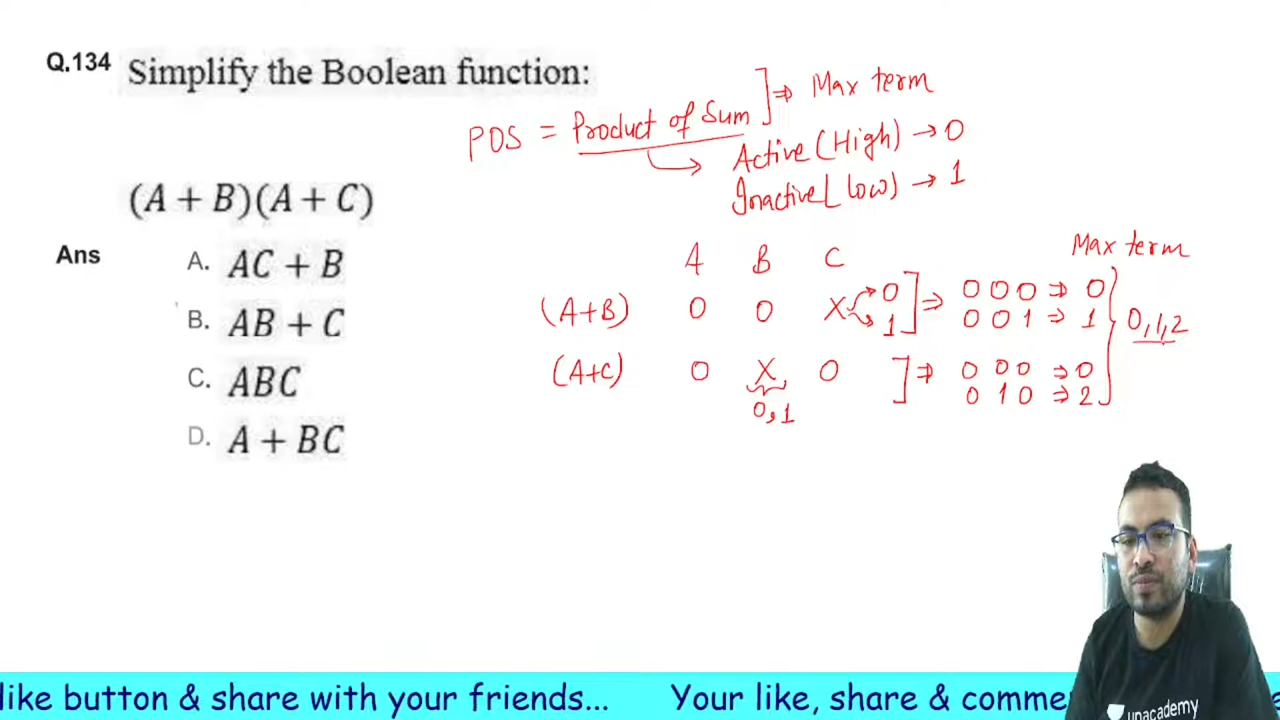 Q.134 Simplify the Boolean function:
POS = Product of Sum ] ⇒ Max term
Active (High) → 0
Inactive (low) → 1
(A + B)(A + C)
Ans
A. AC + B
B. AB + C
C. ABC
D. A + BC
A B C
Max term
(A+B) 0 0 X 0 1 ] ⇒ 0 0 0 ⇒ 0
0 0 1 ⇒ 1
0,1,2
(A+C) 0 X 0 ] ⇒ 0 0 0 ⇒ 0
0,1
0 1 0 ⇒ 2
like button & share with your friends... Your like, share & comme
unacademy